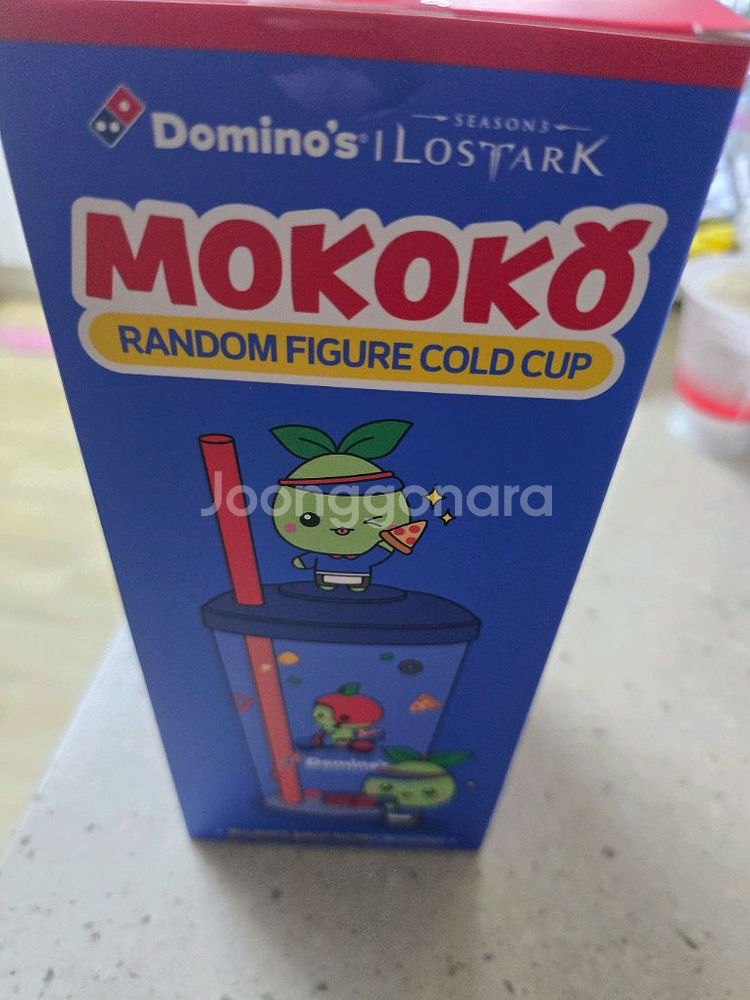 Domino's | SEASON3 LOSTARK
MOKOKO
RANDOM FIGURE COLD CUP
Joonggonara
Domino's